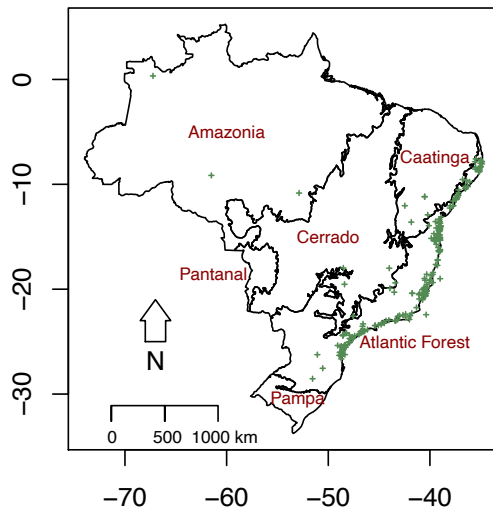 0
Amazonia
Caatinga
−10
Cerrado
Pantanal
−20
Atlantic Forest
N
−30
Pampa
0 500 1000 km
−70 −60 −50 −40